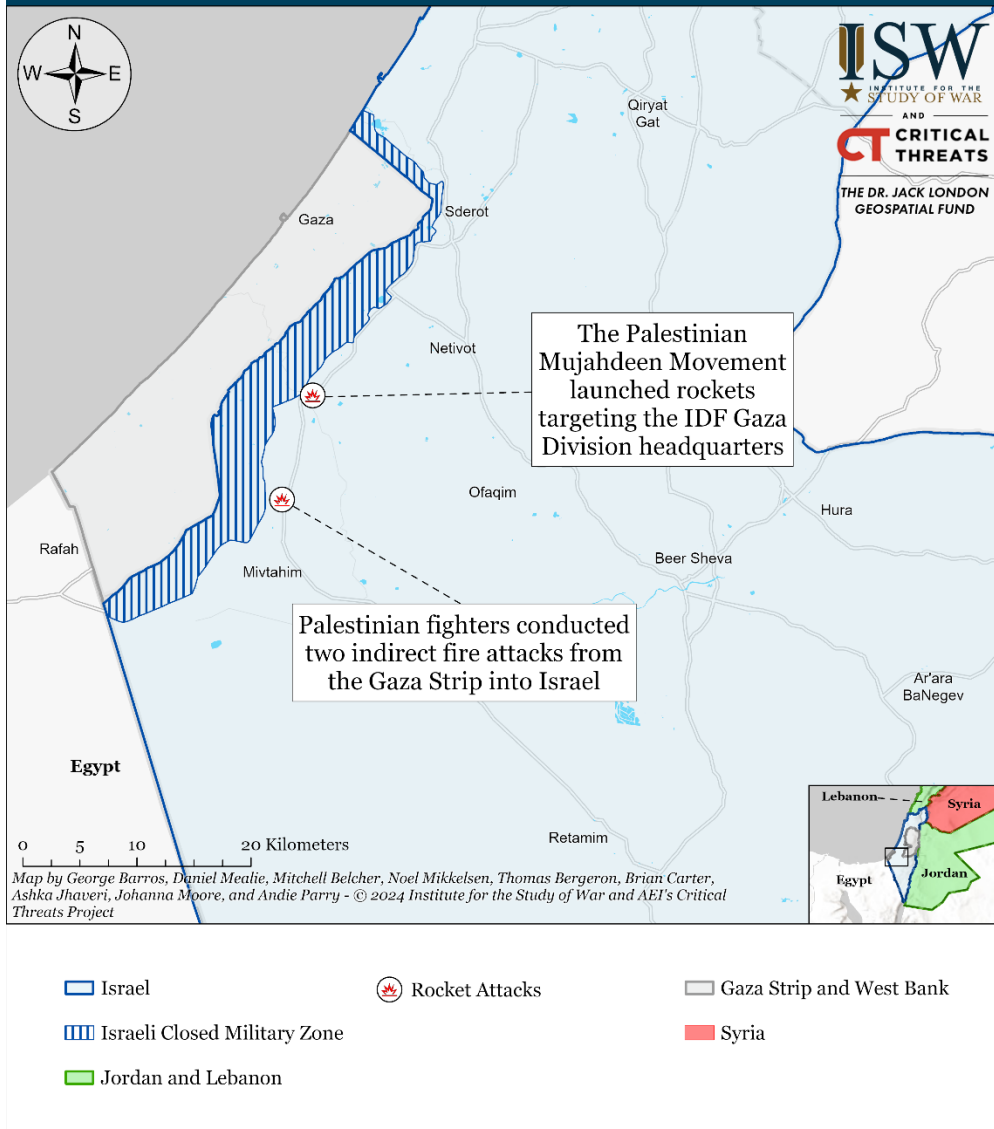 N
W E
S
ISW
INSTITUTE FOR THE
STUDY OF WAR
AND
CT CRITICAL
THREATS
THE DR. JACK LONDON
GEOSPATIAL FUND
Qiryat
Gat
Gaza
Sderot
Netivot
The Palestinian
Mujahdeen Movement
launched rockets
targeting the IDF Gaza
Division headquarters
Ofaqim
Hura
Rafah
Beer Sheva
Mivtahim
Palestinian fighters conducted
two indirect fire attacks from
the Gaza Strip into Israel
Ar'ara
BaNegev
Egypt
Retamim
0 5 10 20 Kilometers
Map by George Barros, Daniel Mealie, Mitchell Belcher, Noel Mikkelsen, Thomas Bergeron, Brian Carter,
Ashka Jhaveri, Johanna Moore, and Andie Parry - © 2024 Institute for the Study of War and AEI's Critical
Threats Project
Lebanon
Syria
Egypt
Jordan
Israel
Rocket Attacks
Gaza Strip and West Bank
Israeli Closed Military Zone
Syria
Jordan and Lebanon